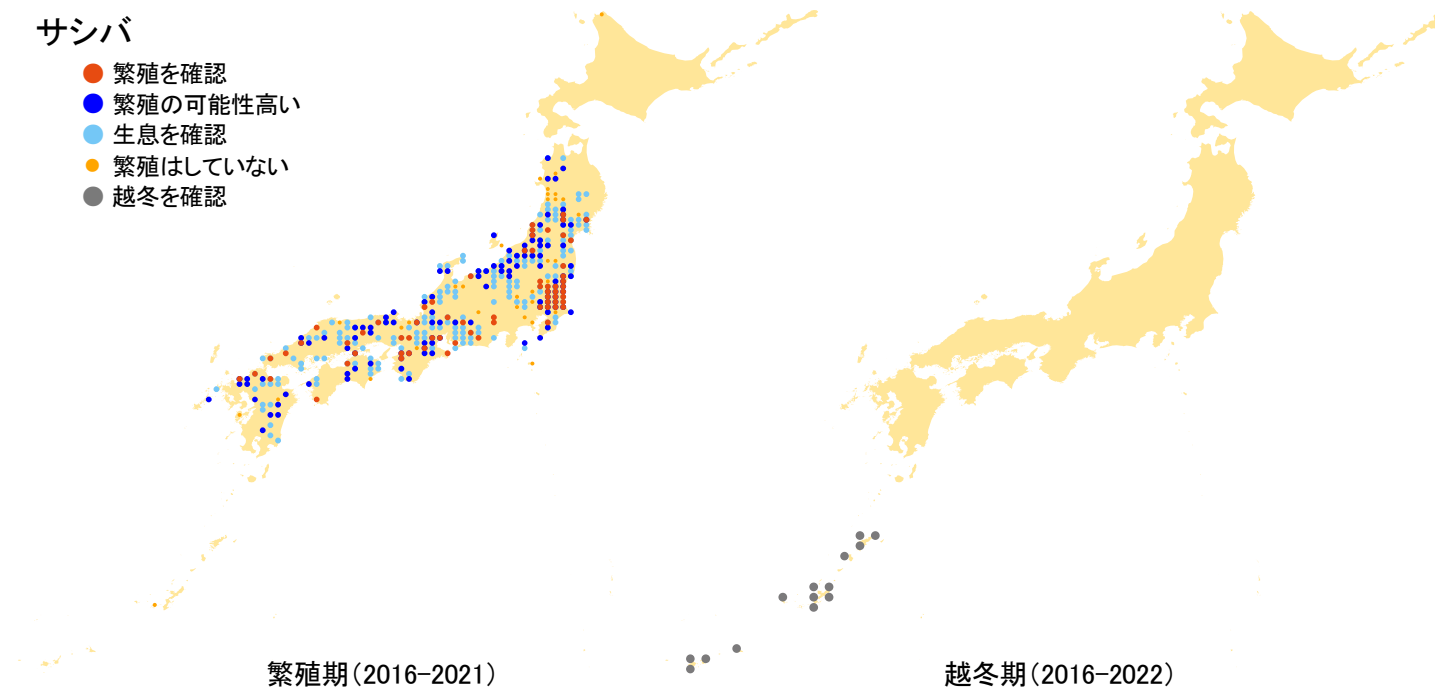 サシバ
繁殖を確認
繁殖の可能性高い
生息を確認
繁殖はしていない
越冬を確認
繁殖期(2016-2021)
越冬期(2016-2022)